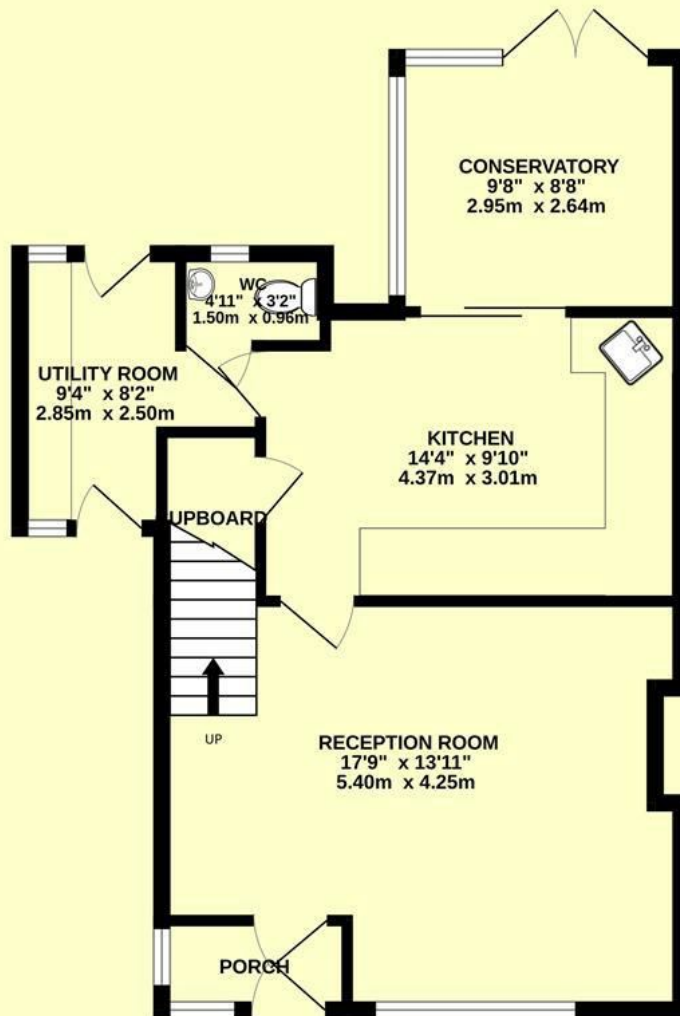 CONSERVATORY
9'8" x 8'8"
2.95m x 2.64m
WC
4'11" x 3'2"
1.50m x 0.96m
UTILITY ROOM
9'4" x 8'2"
2.85m x 2.50m
KITCHEN
14'4" x 9'10"
4.37m x 3.01m
UPBOARD
UP
RECEPTION ROOM
17'9" x 13'11"
5.40m x 4.25m
PORCH